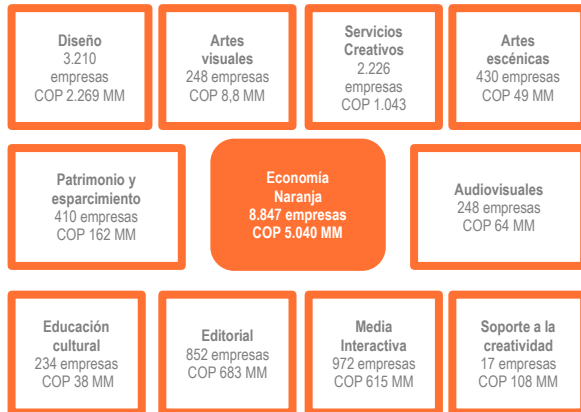 Diseño
3.210
empresas
COP 2.269 MM
Artes
visuales
248 empresas
COP 8,8 MM
Servicios
Creativos
2.226
empresas
COP 1.043
Artes
escénicas
430 empresas
COP 49 MM
Patrimonio y
esparcimiento
410 empresas
COP 162 MM
Economía
Naranja
8.847 empresas
COP 5.040 MM
Audiovisuales
248 empresas
COP 64 MM
Educación
cultural
234 empresas
COP 38 MM
Editorial
852 empresas
COP 683 MM
Media
Interactiva
972 empresas
COP 615 MM
Soporte a la
creatividad
17 empresas
COP 108 MM